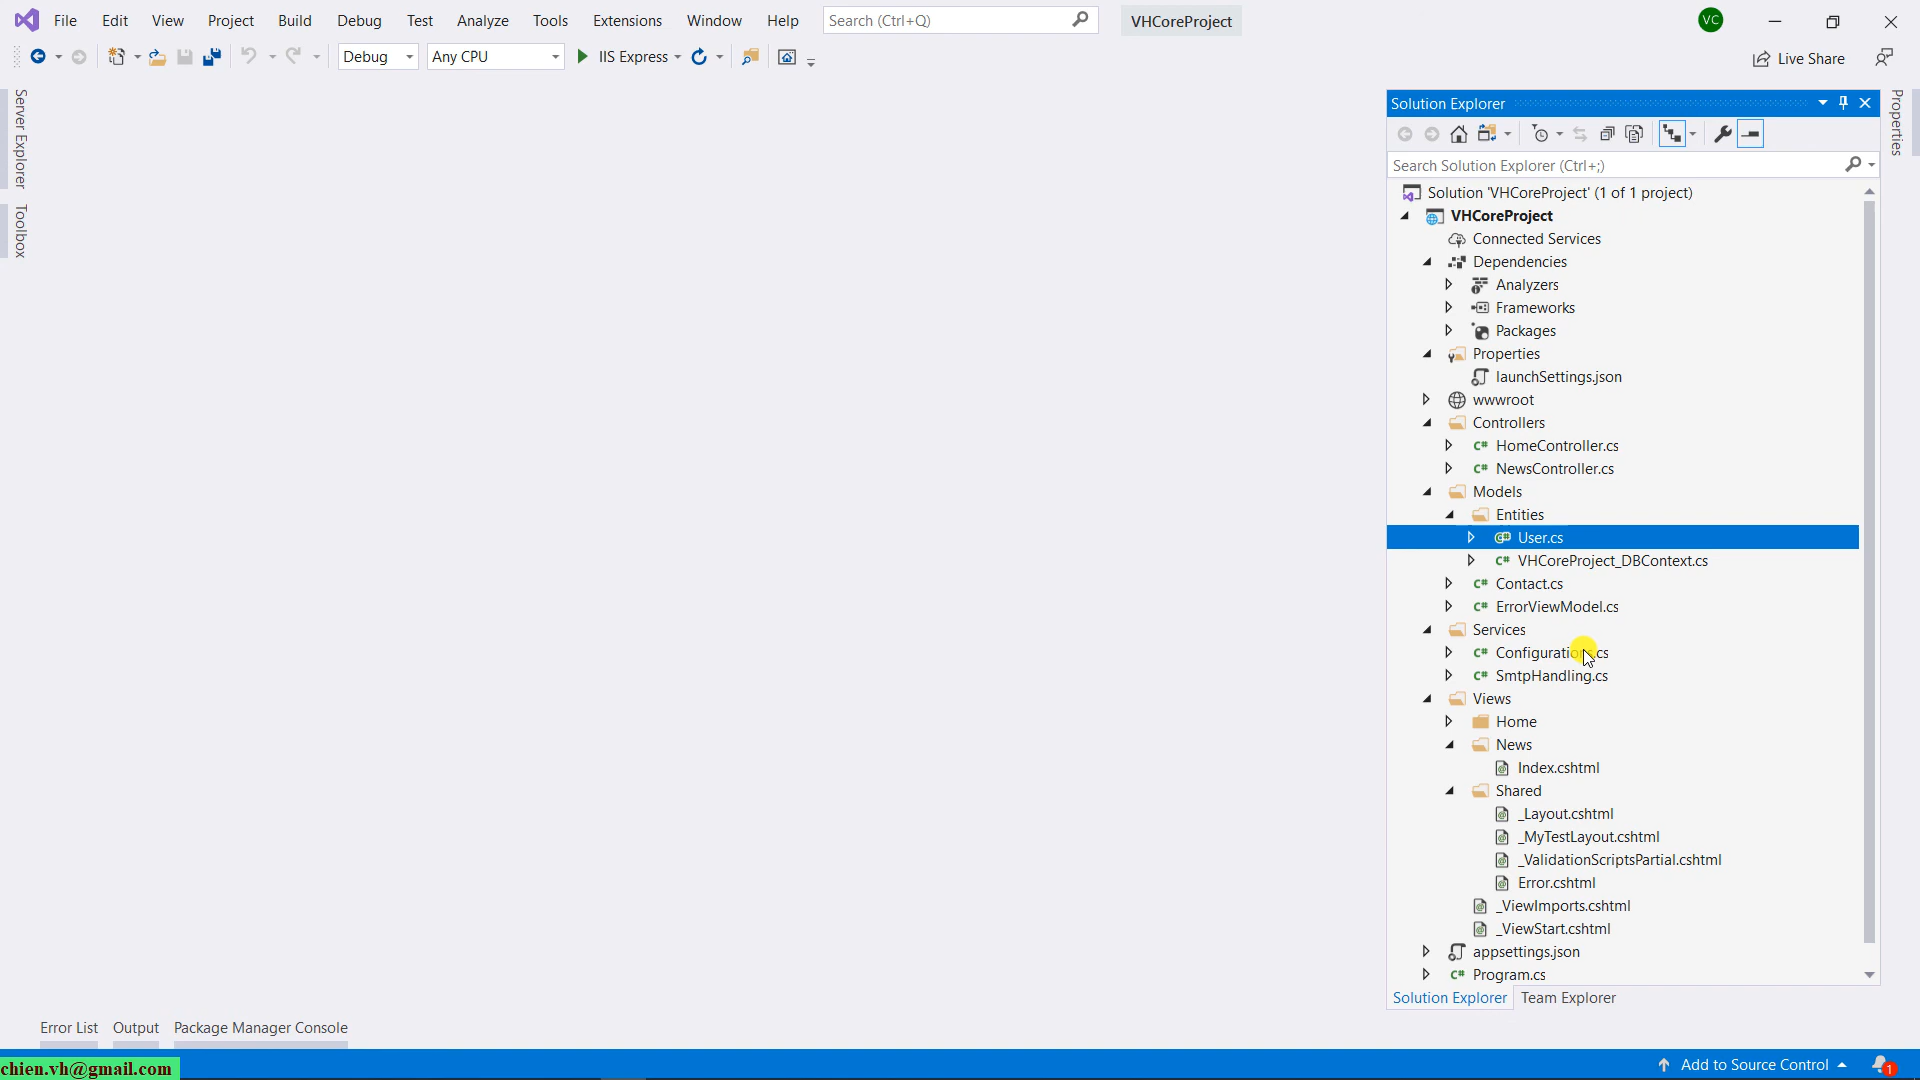 File Edit View Project Build Debug Test Analyze Tools Extensions Window Help Search (Ctrl+Q) VHCoreProject VC
Debug Any CPU IIS Express Live Share
Server Explorer
Toolbox
Solution Explorer
Properties
Search Solution Explorer (Ctrl+;)
Solution 'VHCoreProject' (1 of 1 project)
VHCoreProject
Connected Services
Dependencies
Analyzers
Frameworks
Packages
Properties
launchSettings.json
wwwroot
Controllers
C# HomeController.cs
C# NewsController.cs
Models
Entities
C# User.cs
C# VHCoreProject_DBContext.cs
C# Contact.cs
C# ErrorViewModel.cs
Services
C# Configurations.cs
C# SmtpHandling.cs
Views
Home
News
Index.cshtml
Shared
_Layout.cshtml
_MyTestLayout.cshtml
_ValidationScriptsPartial.cshtml
Error.cshtml
_ViewImports.cshtml
_ViewStart.cshtml
appsettings.json
C# Program.cs
Solution Explorer Team Explorer
Error List Output Package Manager Console
chien.vh@gmail.com Add to Source Control 1